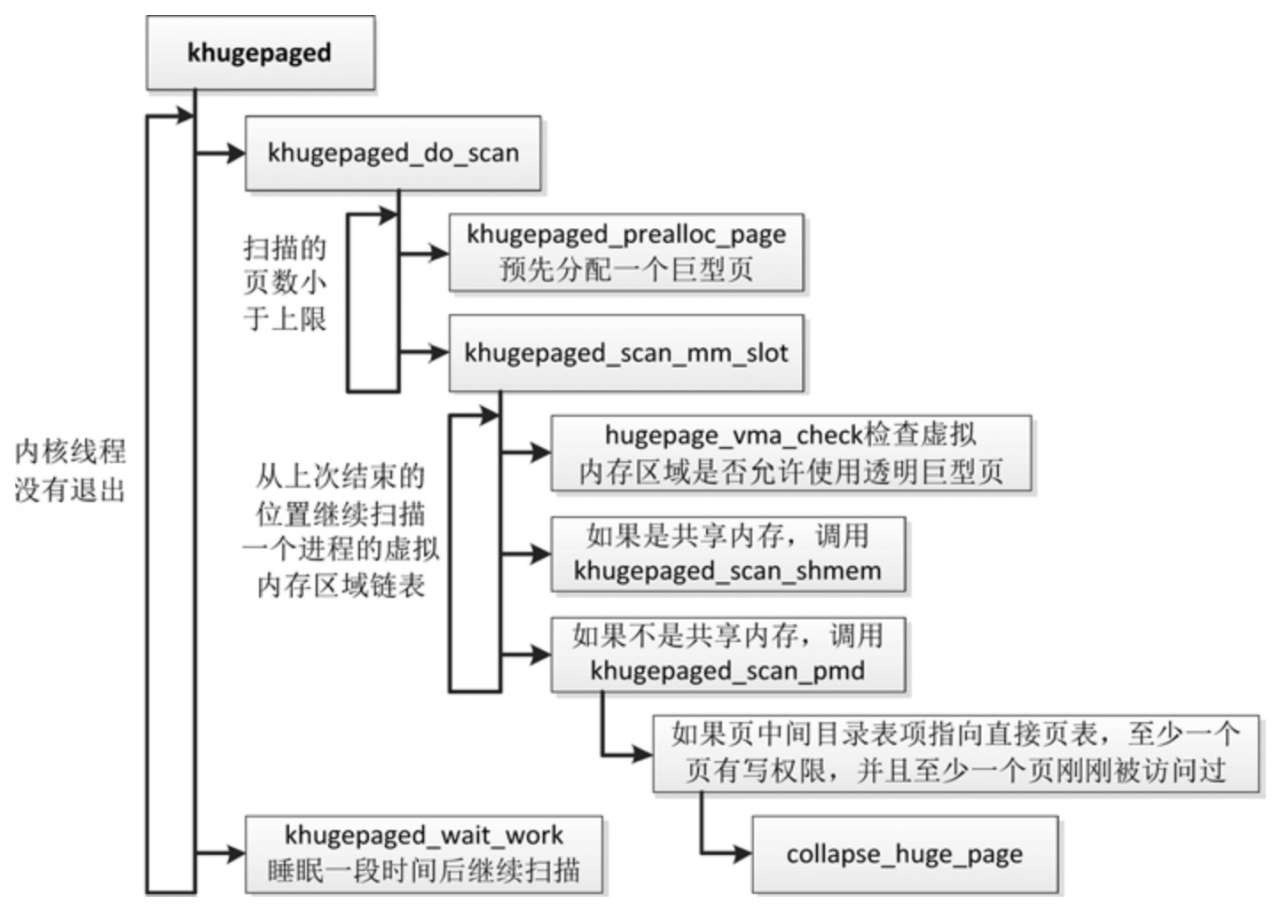 khugepaged
khugepaged_do_scan
扫描的
页数小
于上限
khugepaged_prealloc_page
预先分配一个巨型页
khugepaged_scan_mm_slot
内核线程
没有退出
从上次结束的
位置继续扫描
一个进程的虚拟
内存区域链表
hugepage_vma_check检查虚拟
内存区域是否允许使用透明巨型页
如果是共享内存，调用
khugepaged_scan_shmem
如果不是共享内存，调用
khugepaged_scan_pmd
如果页中间目录表项指向直接页表，至少一个
页有写权限，并且至少一个页刚刚被访问过
collapse_huge_page
khugepaged_wait_work
睡眠一段时间后继续扫描